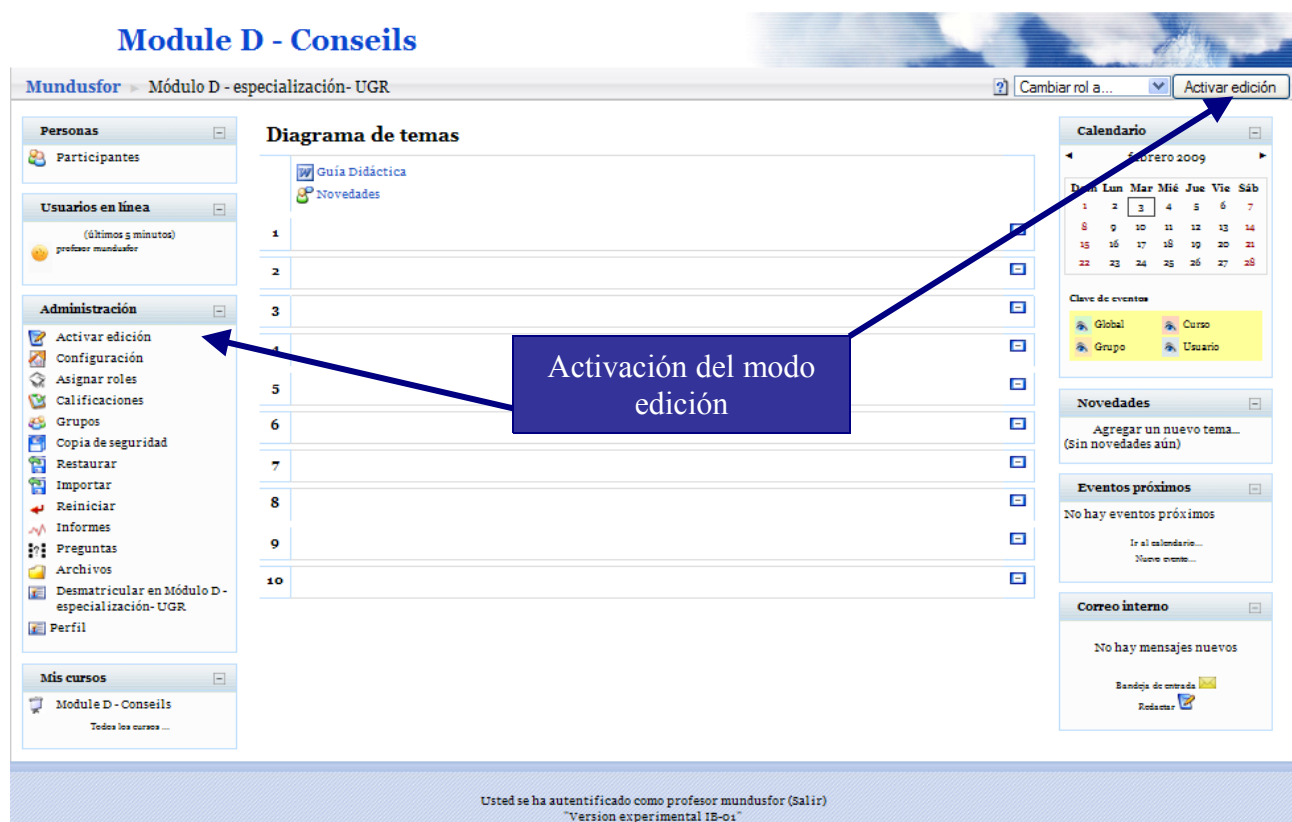 Module D - Conseils
Mundusfor ► Módulo D - especialización- UGR
? Cambiar rol a... Activar edición
Personas
Participantes
Usuarios en línea
(últimos 5 minutos)
profesor mundusfor
Administración
Activar edición
Configuración
Asignar roles
Calificaciones
Grupos
Copia de seguridad
Restaurar
Importar
Reiniciar
Informes
Preguntas
Archivos
Desmatricular en Módulo D -
especialización- UGR
Perfil
Mis cursos
Module D - Conseils
Todos los cursos ...
Diagrama de temas
Guía Didáctica
Novedades
1
2
3
4
5
6
7
8
9
10
Activación del modo
edición
Calendario
◄ febrero 2009 ►
Dom Lun Mar Mié Jue Vie Sáb
1 2 3 4 5 6 7
8 9 10 11 12 13 14
15 16 17 18 19 20 21
22 23 24 25 26 27 28
Clave de eventos
Global Curso
Grupo Usuario
Novedades
Agregar un nuevo tema...
(Sin novedades aún)
Eventos próximos
No hay eventos próximos
Ir al calendario...
Nuevo evento...
Correo interno
No hay mensajes nuevos
Bandeja de entrada
Redactar
Usted se ha autentificado como profesor mundusfor (Salir)
"Version experimental IB-01"